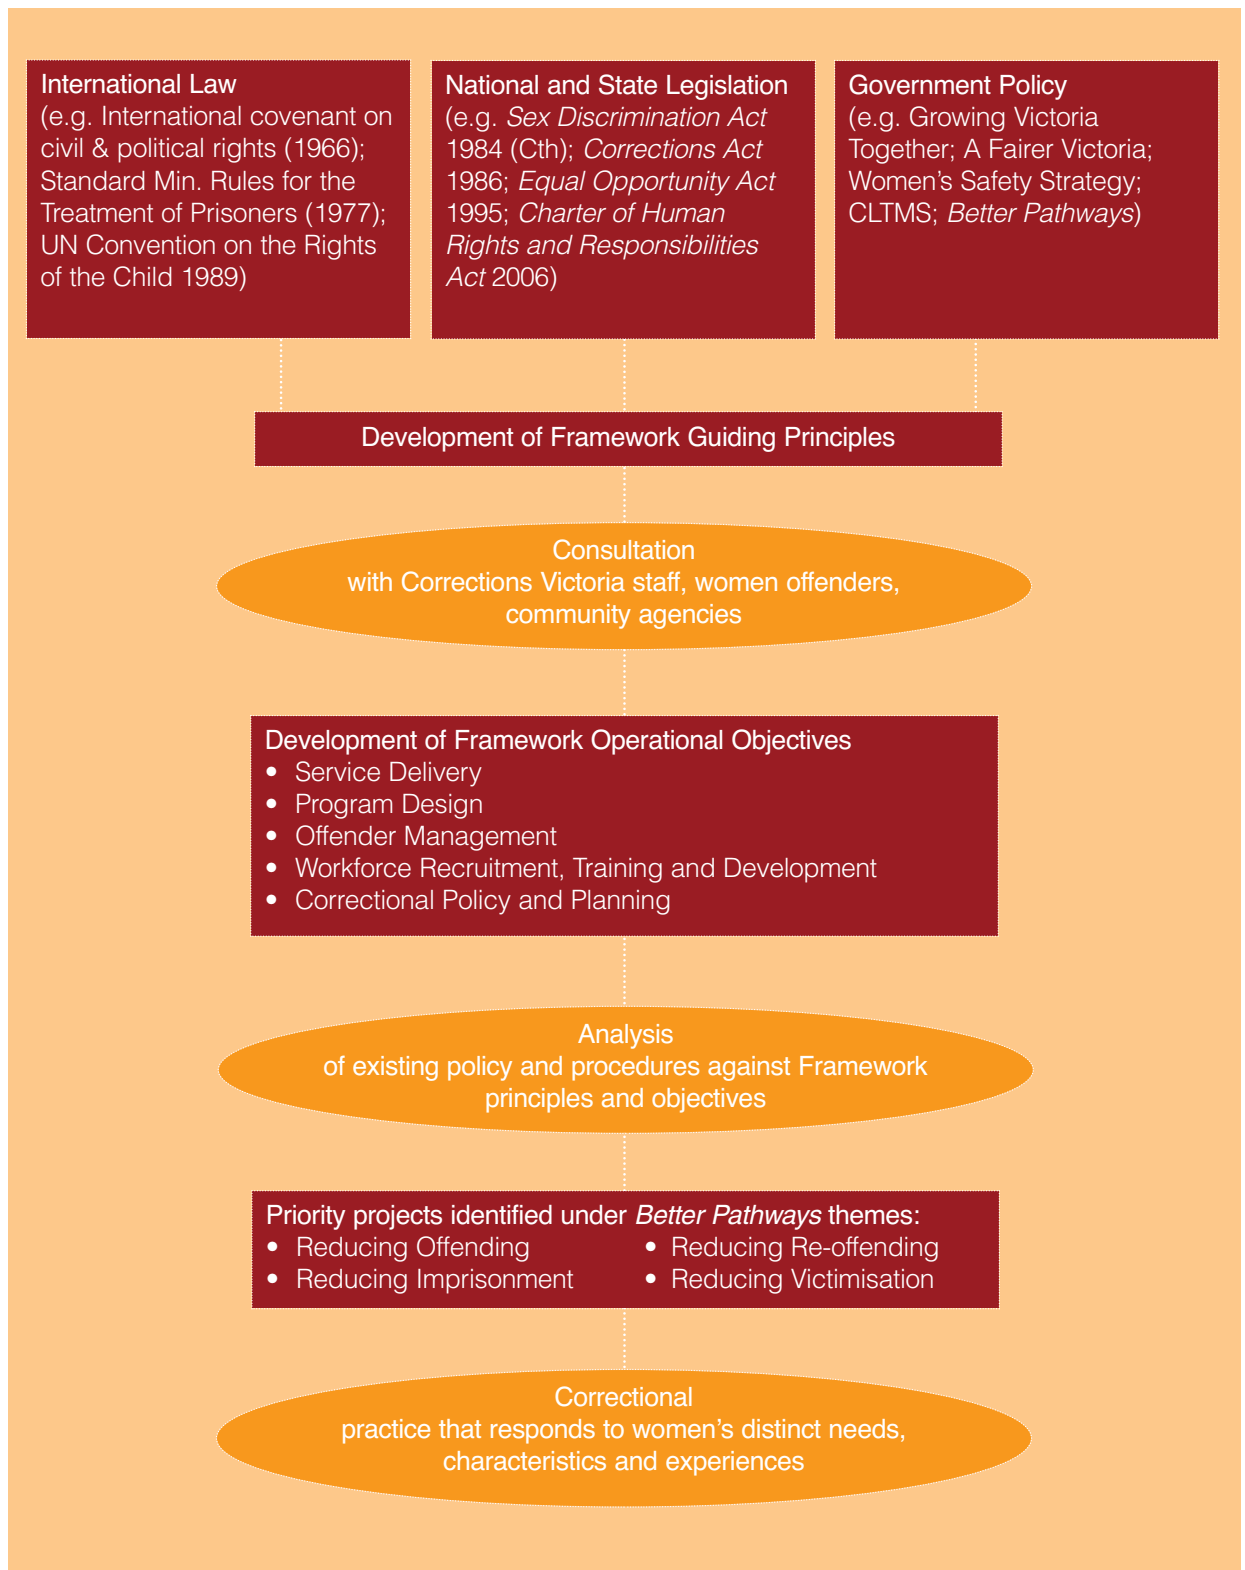 International Law
(e.g. International covenant on
civil & political rights (1966);
Standard Min. Rules for the
Treatment of Prisoners (1977);
UN Convention on the Rights
of the Child 1989)
National and State Legislation
(e.g. Sex Discrimination Act
1984 (Cth); Corrections Act
1986; Equal Opportunity Act
1995; Charter of Human
Rights and Responsibilities
Act 2006)
Government Policy
(e.g. Growing Victoria
Together; A Fairer Victoria;
Women’s Safety Strategy;
CLTMS; Better Pathways)
Development of Framework Guiding Principles
Consultation
with Corrections Victoria staff, women offenders,
community agencies
Development of Framework Operational Objectives
• Service Delivery
• Program Design
• Offender Management
• Workforce Recruitment, Training and Development
• Correctional Policy and Planning
Analysis
of existing policy and procedures against Framework
principles and objectives
Priority projects identified under Better Pathways themes:
• Reducing Offending
• Reducing Imprisonment
• Reducing Re-offending
• Reducing Victimisation
Correctional
practice that responds to women’s distinct needs,
characteristics and experiences